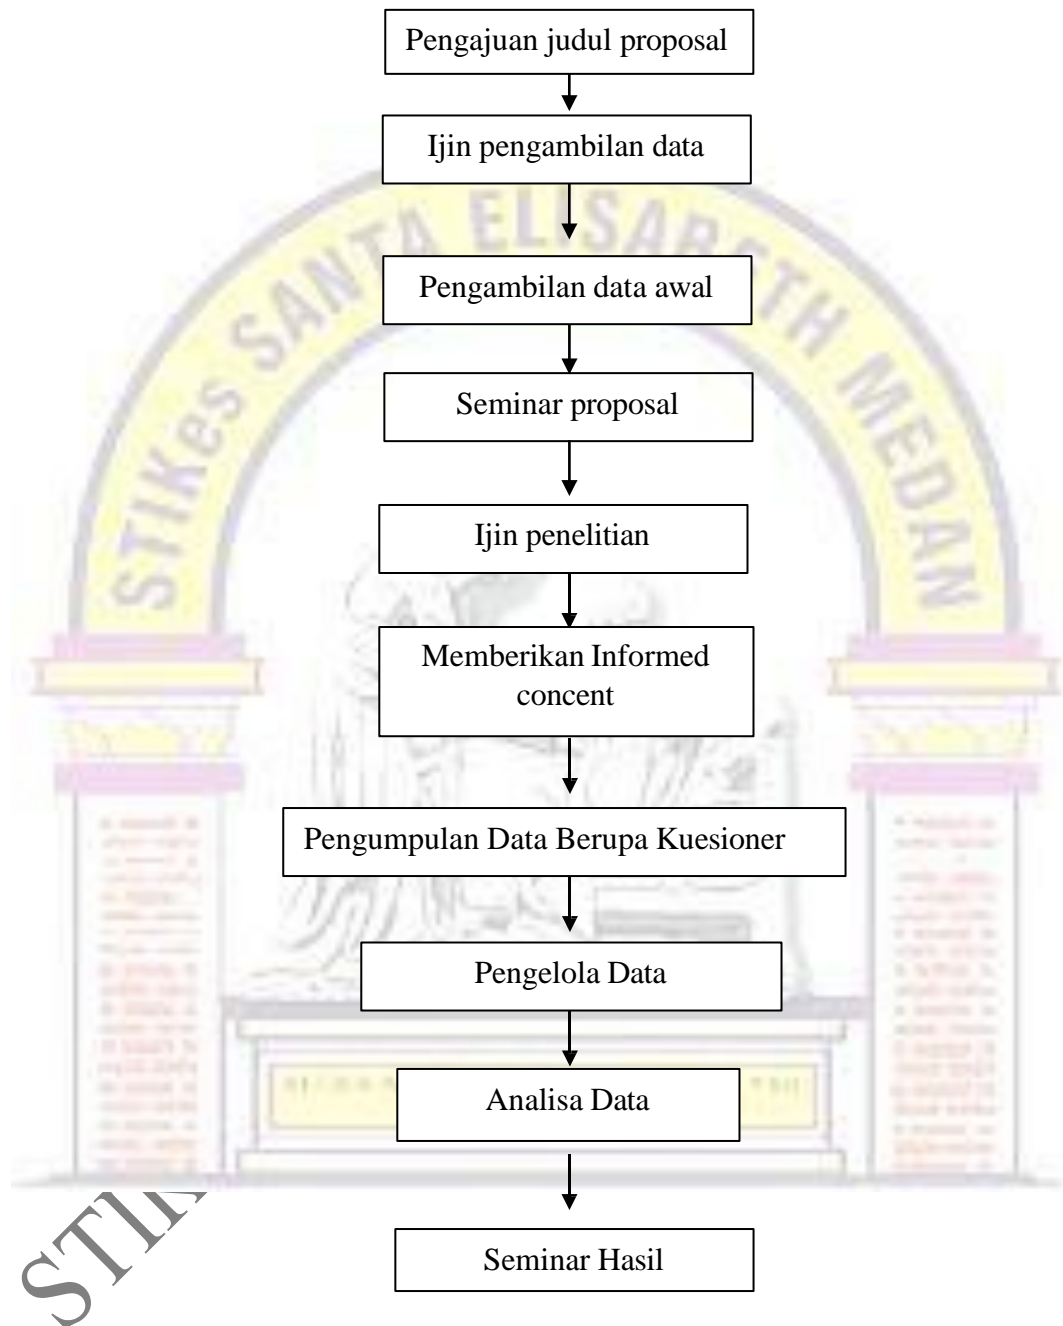 Pengajuan judul proposal
Ijin pengambilan data
STIKes SANTA ELISABETH MEDAN
Pengambilan data awal
Seminar proposal
Ijin penelitian
Memberikan Informed
concent
Pengumpulan Data Berupa Kuesioner
Pengelola Data
Analisa Data
Seminar Hasil